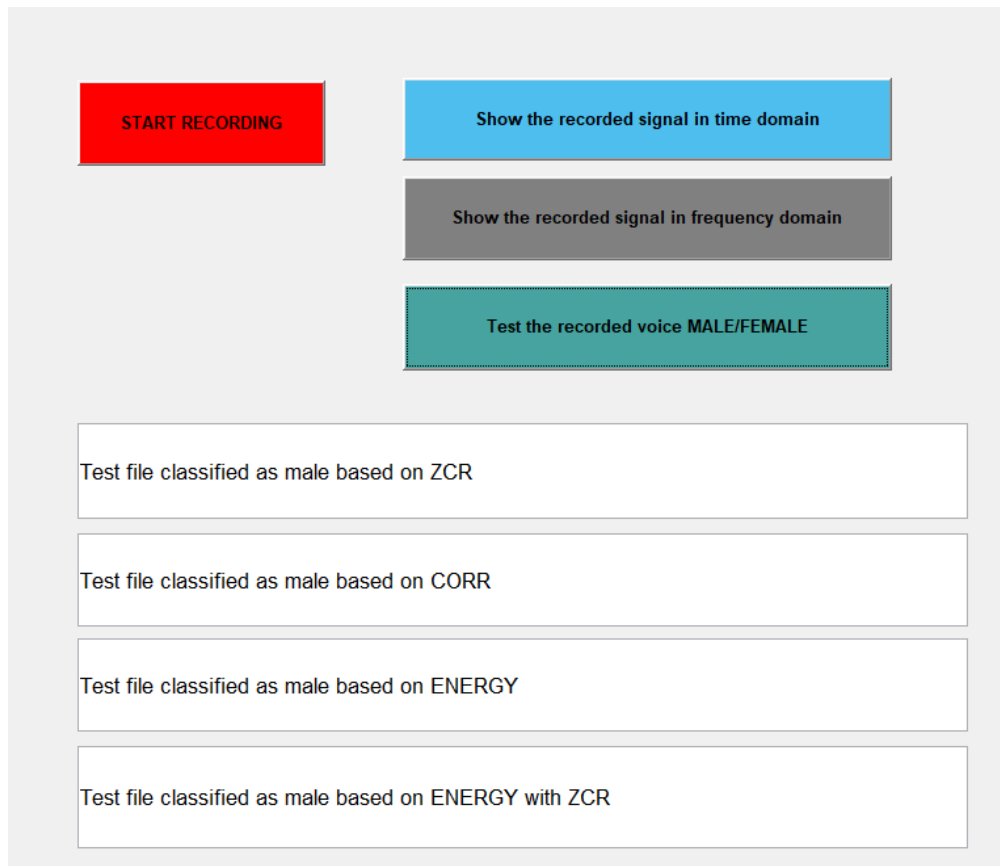 START RECORDING
Show the recorded signal in time domain
Show the recorded signal in frequency domain
Test the recorded voice MALE/FEMALE
Test file classified as male based on ZCR
Test file classified as male based on CORR
Test file classified as male based on ENERGY
Test file classified as male based on ENERGY with ZCR